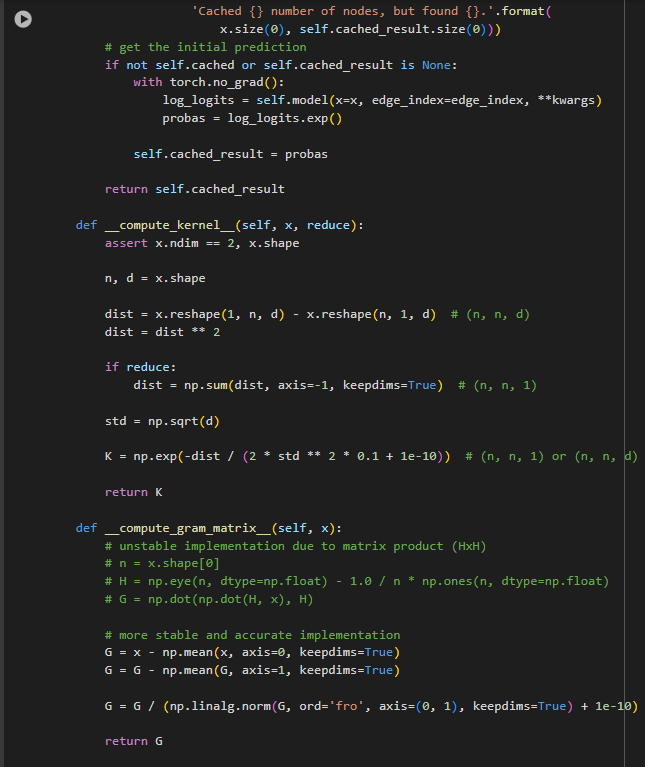 'Cached {} number of nodes, but found {}.'.format(
x.size(0), self.cached_result.size(0)))
# get the initial prediction
if not self.cached or self.cached_result is None:
with torch.no_grad():
log_logits = self.model(x=x, edge_index=edge_index, **kwargs)
probas = log_logits.exp()
self.cached_result = probas
return self.cached_result
def __compute_kernel__(self, x, reduce):
assert x.ndim == 2, x.shape
n, d = x.shape
dist = x.reshape(1, n, d) - x.reshape(n, 1, d)  # (n, n, d)
dist = dist ** 2
if reduce:
dist = np.sum(dist, axis=-1, keepdims=True)  # (n, n, 1)
std = np.sqrt(d)
K = np.exp(-dist / (2 * std ** 2 * 0.1 + 1e-10))  # (n, n, 1) or (n, n, d)
return K
def __compute_gram_matrix__(self, x):
# unstable implementation due to matrix product (HxH)
# n = x.shape[0]
# H = np.eye(n, dtype=np.float) - 1.0 / n * np.ones(n, dtype=np.float)
# G = np.dot(np.dot(H, x), H)
# more stable and accurate implementation
G = x - np.mean(x, axis=0, keepdims=True)
G = G - np.mean(G, axis=1, keepdims=True)
G = G / (np.linalg.norm(G, ord='fro', axis=(0, 1), keepdims=True) + 1e-10)
return G